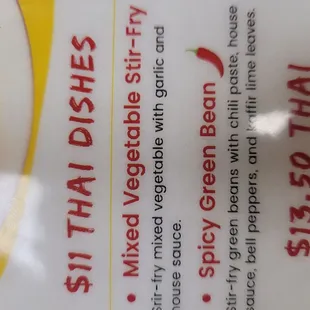 $11 THAI DISHES
• Mixed Vegetable Stir-Fry
Stir-fry mixed vegetable with garlic and
house sauce.
• Spicy Green Bean
Stir-fry green beans with chilli paste, house
sauce, bell peppers, and kaffir lime leaves.
$13.50 THAI